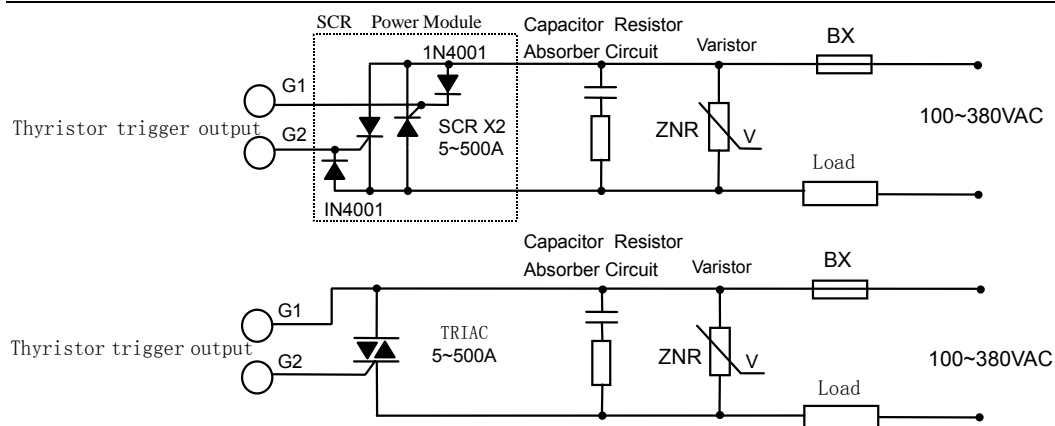 SCR Power Module
Capacitor Resistor
Absorber Circuit
Varistor
BX
1N4001
G1
Thyristor trigger output
G2
SCR X2
5~500A
ZNR
V
100~380VAC
Load
IN4001
Capacitor Resistor
Absorber Circuit
Varistor
BX
G1
Thyristor trigger output
G2
TRIAC
5~500A
ZNR
V
100~380VAC
Load